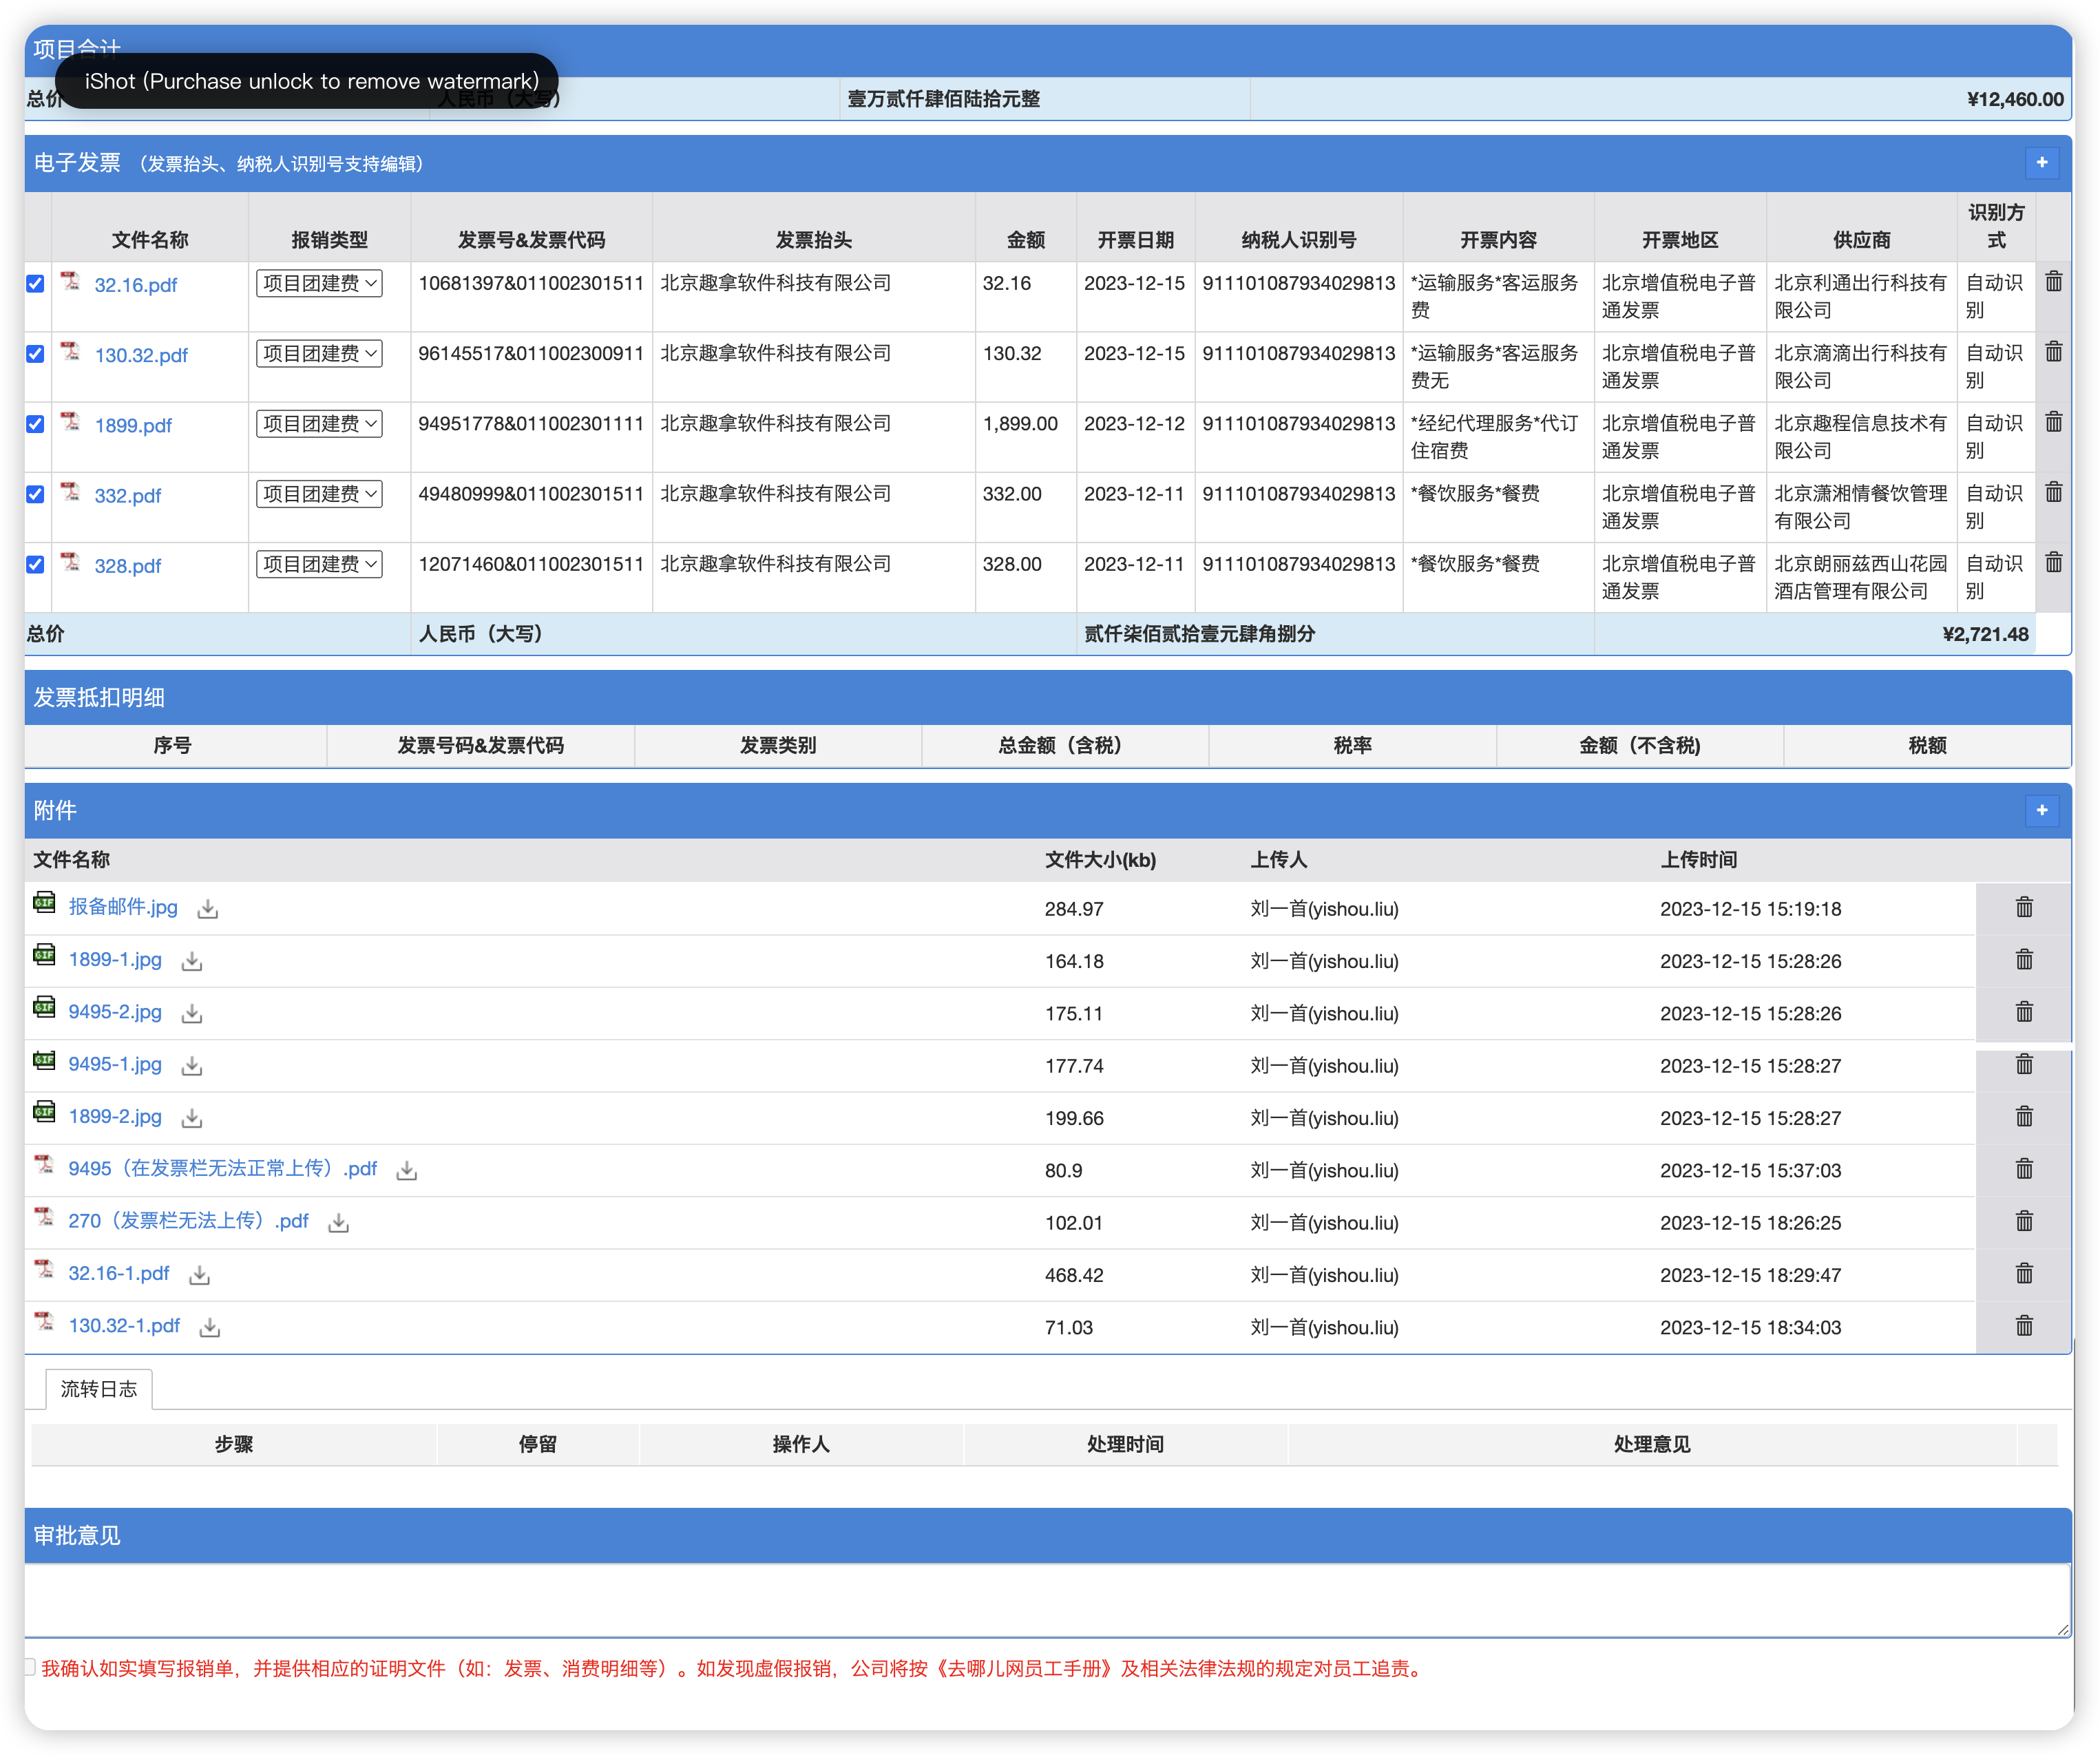 项目合计
iShot (Purchase unlock to remove watermark)
总价 人民币（大写） 壹万贰仟肆佰陆拾元整 ¥12,460.00
电子发票 （发票抬头、纳税人识别号支持编辑） +
文件名称 报销类型 发票号&发票代码 发票抬头 金额 开票日期 纳税人识别号 开票内容 开票地区 供应商 识别方式
32.16.pdf 项目团建费 10681397&011002301511 北京趣拿软件科技有限公司 32.16 2023-12-15 911101087934029813 *运输服务*客运服务费 北京增值税电子普通发票 北京利通出行科技有限公司 自动识别
130.32.pdf 项目团建费 96145517&011002300911 北京趣拿软件科技有限公司 130.32 2023-12-15 911101087934029813 *运输服务*客运服务费无 北京增值税电子普通发票 北京滴滴出行科技有限公司 自动识别
1899.pdf 项目团建费 94951778&011002301111 北京趣拿软件科技有限公司 1,899.00 2023-12-12 911101087934029813 *经纪代理服务*代订住宿费 北京增值税电子普通发票 北京趣程信息技术有限公司 自动识别
332.pdf 项目团建费 49480999&011002301511 北京趣拿软件科技有限公司 332.00 2023-12-11 911101087934029813 *餐饮服务*餐费 北京增值税电子普通发票 北京潇湘情餐饮管理有限公司 自动识别
328.pdf 项目团建费 12071460&011002301511 北京趣拿软件科技有限公司 328.00 2023-12-11 911101087934029813 *餐饮服务*餐费 北京增值税电子普通发票 北京朗丽兹西山花园酒店管理有限公司 自动识别
总价 人民币（大写） 贰仟柒佰贰拾壹元肆角捌分 ¥2,721.48
发票抵扣明细
序号 发票号码&发票代码 发票类别 总金额（含税） 税率 金额（不含税) 税额
附件 +
文件名称 文件大小(kb) 上传人 上传时间
GIF 报备邮件.jpg 284.97 刘一首(yishou.liu) 2023-12-15 15:19:18
GIF 1899-1.jpg 164.18 刘一首(yishou.liu) 2023-12-15 15:28:26
GIF 9495-2.jpg 175.11 刘一首(yishou.liu) 2023-12-15 15:28:26
GIF 9495-1.jpg 177.74 刘一首(yishou.liu) 2023-12-15 15:28:27
GIF 1899-2.jpg 199.66 刘一首(yishou.liu) 2023-12-15 15:28:27
9495（在发票栏无法正常上传）.pdf 80.9 刘一首(yishou.liu) 2023-12-15 15:37:03
270（发票栏无法上传）.pdf 102.01 刘一首(yishou.liu) 2023-12-15 18:26:25
32.16-1.pdf 468.42 刘一首(yishou.liu) 2023-12-15 18:29:47
130.32-1.pdf 71.03 刘一首(yishou.liu) 2023-12-15 18:34:03
流转日志
步骤 停留 操作人 处理时间 处理意见
审批意见
我确认如实填写报销单，并提供相应的证明文件（如：发票、消费明细等）。如发现虚假报销，公司将按《去哪儿网员工手册》及相关法律法规的规定对员工追责。